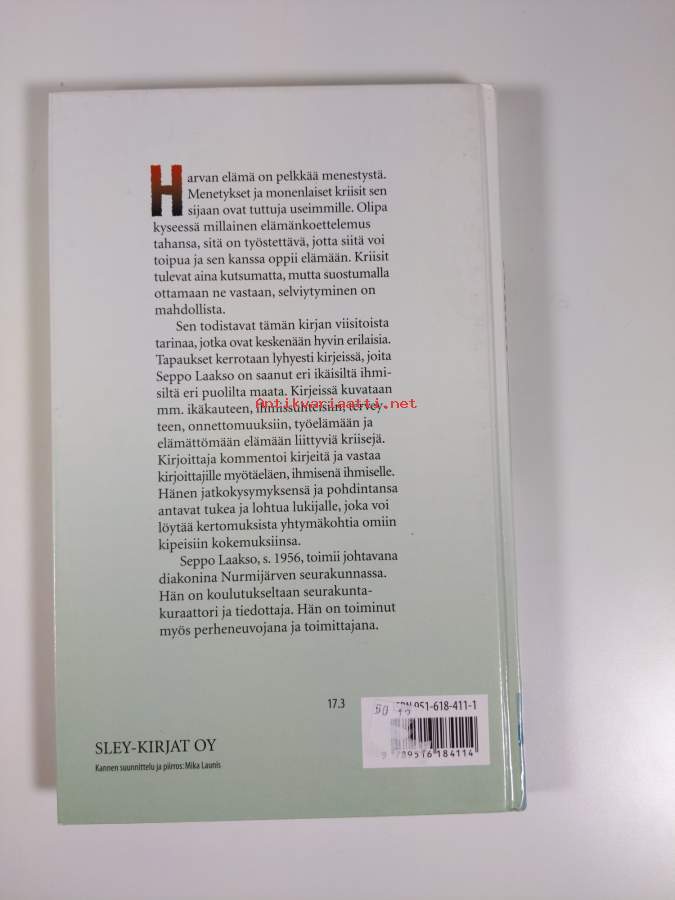 Harvan elämä on pelkkää menestystä.
Menetykset ja monenlaiset kriisit sen
sijaan ovat tuttuja useimmille. Olipa
kyseessä millainen elämänkoettelemus
tahansa, sitä on työstettävä, jotta siitä voi
toipua ja sen kanssa oppii elämään. Kriisit
tulevat aina kutsumatta, mutta suostumalla
ottamaan ne vastaan, selviytyminen on
mahdollista.
Sen todistavat tämän kirjan viisitoista
tarinaa, jotka ovat keskenään hyvin erilaisia.
Tapaukset kerrotaan lyhyesti kirjeissä, joita
Seppo Laakso on saanut eri ikäisiltä ihmi-
siltä eri puolilta maata. Kirjeissä kuvataan
mm. ikäkauteen, ihmissuhteisiin, tervey-
Antikvariaatti.net
teen, onnettomuuksiin, työelämään ja
elämättömään elämään liittyviä kriisejä.
Kirjoittaja kommentoi kirjeitä ja vastaa
kirjoittajille myötäeläen, ihmisenä ihmiselle.
Hänen jatkokysymyksensä ja pohdintansa
antavat tukea ja lohtua lukijalle, joka voi
löytää kertomuksista yhtymäkohtia omiin
kipeisiin kokemuksiinsa.
Seppo Laakso, s. 1956, toimii johtavana
diakonina Nurmijärven seurakunnassa.
Hän on koulutukseltaan seurakunta-
kuraattori ja tiedottaja. Hän on toiminut
myös perheneuvojana ja toimittajana.
17.3
951-618-411-1
SLEY-KIRJAT OY
Kannen suunnittelu ja piirros: Mika Launis
789516 184114